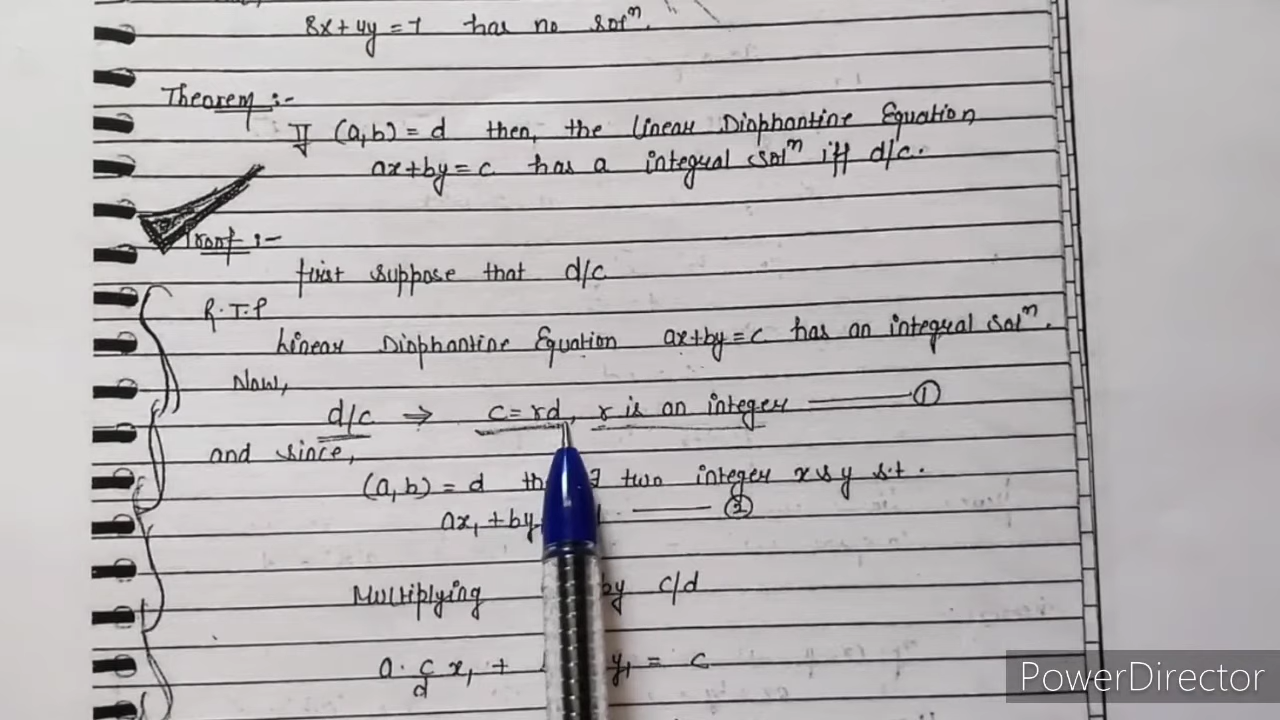 8x+4y=7 has no solⁿ.
Theorem :-
If (a,b) = d then, the Linear Diophantine Equation
ax+by=c has a integral solⁿ iff d/c.
Proof :-
first suppose that d/c
R.T.P
Linear Diophantine Equation ax+by=c has an integral solⁿ.
Now,
d/c ⇒ c=rd, r is an integer ——— ①
and since,
(a,b) = d ∃ two integer x & y s.t.
ax₁ + by ——— ②
Multiplying by c/d
a. c/d x₁ + y₁ = c
PowerDirector